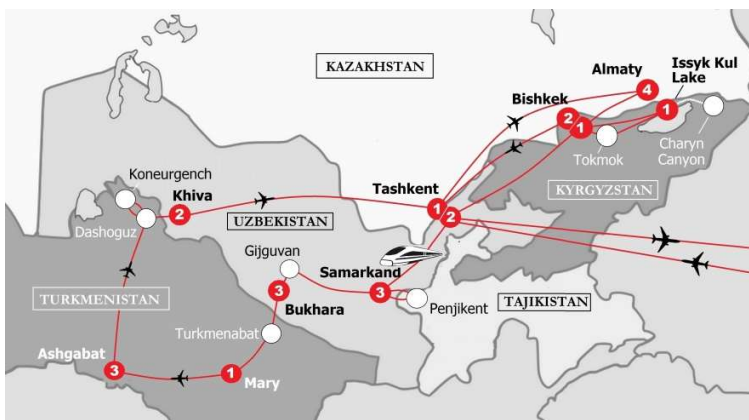 KAZAKHSTAN
Almaty
Issyk Kul
Lake
4
1
Bishkek
2
1
Tokmok
Charyn
Canyon
KYRGYZSTAN
Koneurgench
Khiva
2
Dashoguz
UZBEKISTAN
Tashkent
1
2
Gijguvan
Samarkand
3
Penjikent
TAJIKISTAN
TURKMENISTAN
3
Bukhara
Turkmenabat
Ashgabat
3
1
Mary